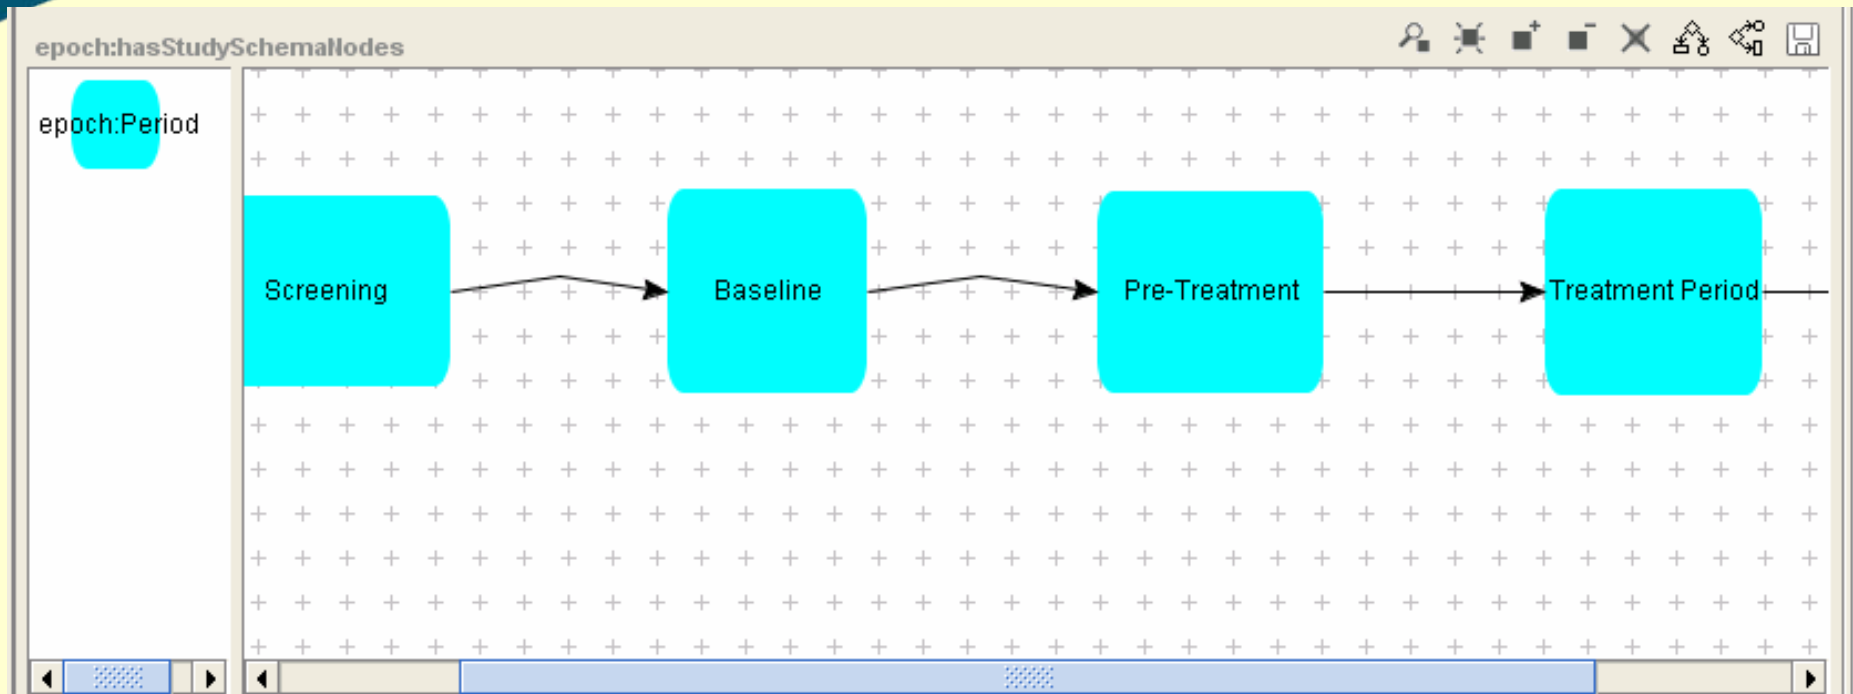 epoch:hasStudySchemaNodes
epoch:Period
Screening
Baseline
Pre-Treatment
Treatment Period